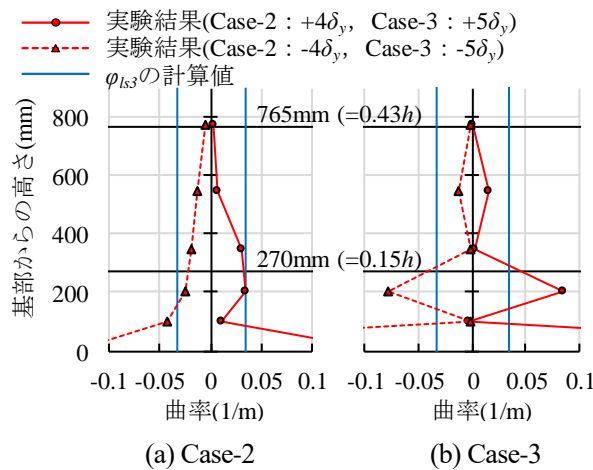 実験結果(Case-2：+4δy，Case-3：+5δy)
実験結果(Case-2：-4δy，Case-3：-5δy)
φls3の計算値
基部からの高さ(mm)
800
600
400
200
0
765mm (=0.43h)
270mm (=0.15h)
-0.1 -0.05 0 0.05 0.1
-0.1 -0.05 0 0.05 0.1
曲率(1/m)
曲率(1/m)
(a) Case-2
(b) Case-3